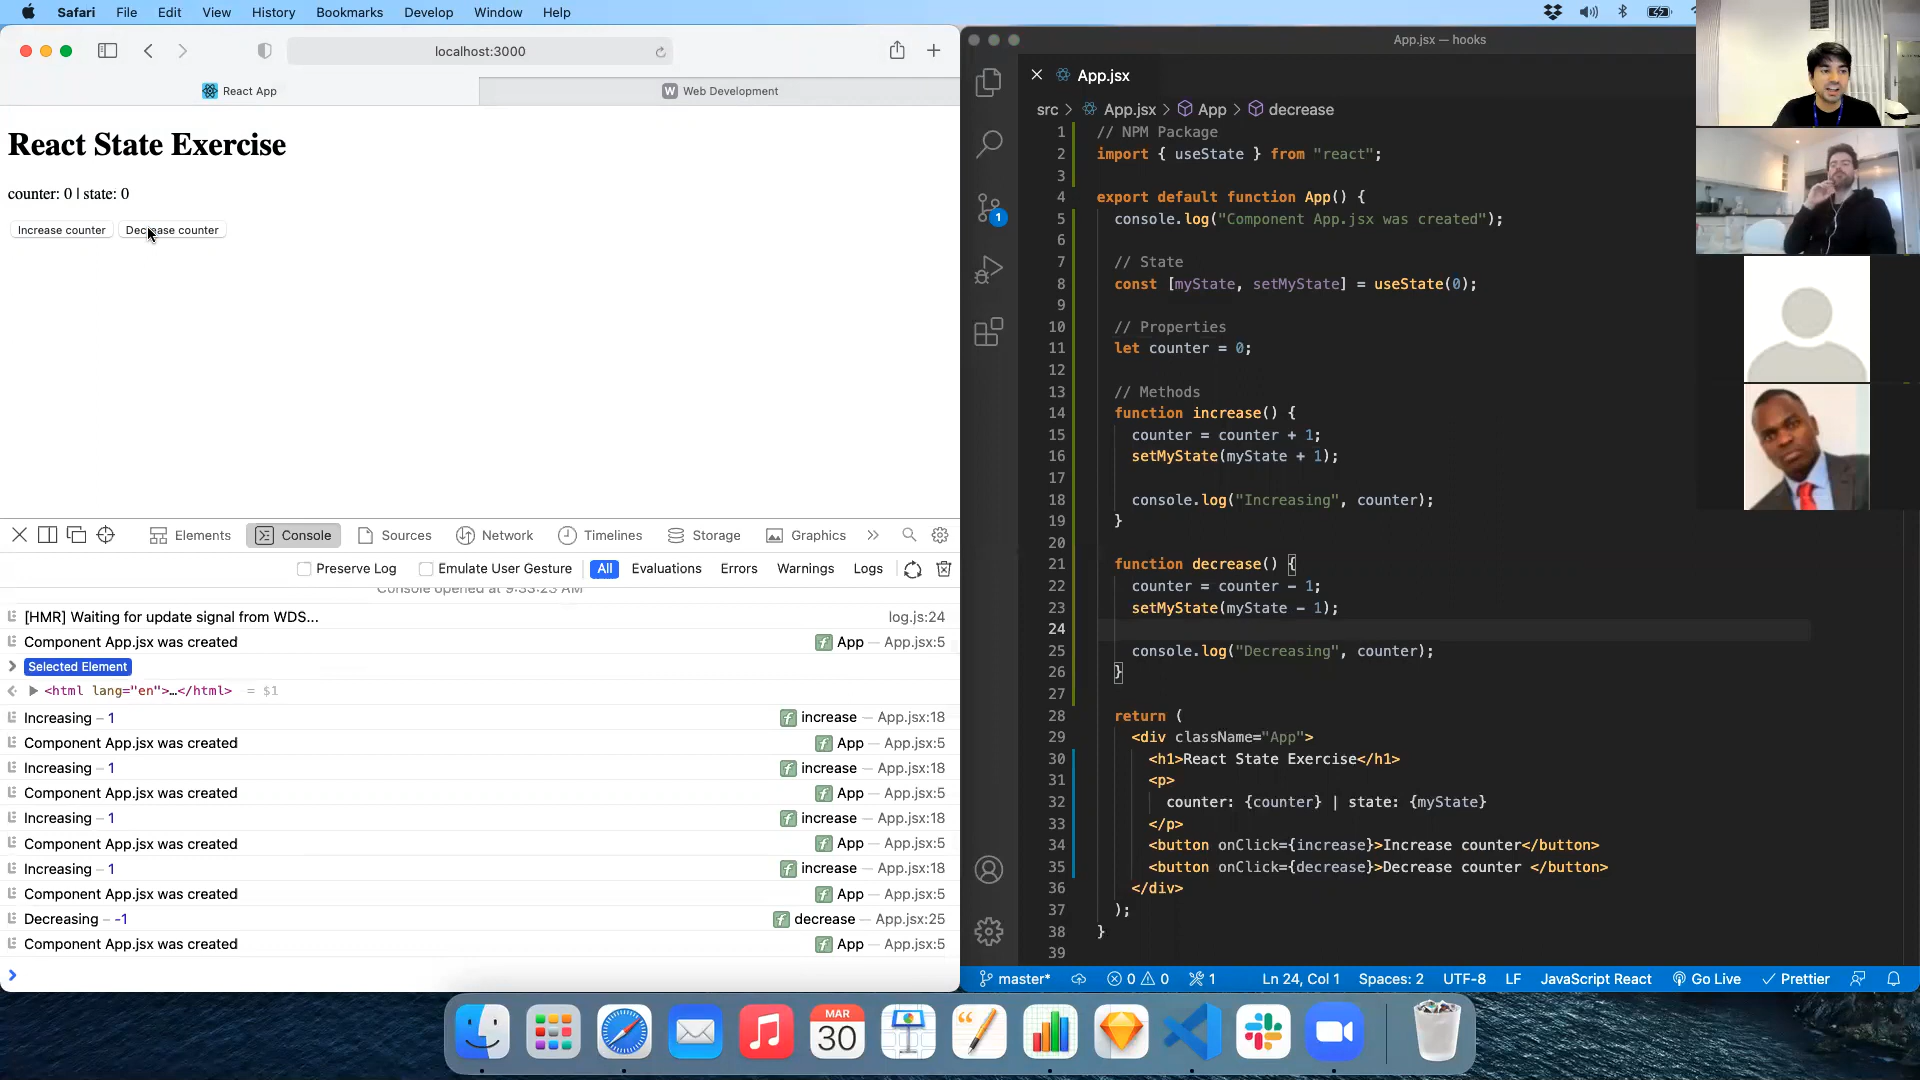 Safari File Edit View History Bookmarks Develop Window Help
localhost:3000
React App
W Web Development
React State Exercise
counter: 0 | state: 0
Increase counter
Decrease counter
Elements Console Sources Network Timelines Storage Graphics
Preserve Log Emulate User Gesture All Evaluations Errors Warnings Logs
Console opened at 9:33:23 AM
[HMR] Waiting for update signal from WDS... log.js:24
Component App.jsx was created f App — App.jsx:5
Selected Element
<html lang="en">…</html> = $1
Increasing – 1 f increase — App.jsx:18
Component App.jsx was created f App — App.jsx:5
Increasing – 1 f increase — App.jsx:18
Component App.jsx was created f App — App.jsx:5
Increasing – 1 f increase — App.jsx:18
Component App.jsx was created f App — App.jsx:5
Increasing – 1 f increase — App.jsx:18
Component App.jsx was created f App — App.jsx:5
Decreasing – -1 f decrease — App.jsx:25
Component App.jsx was created f App — App.jsx:5
App.jsx — hooks
App.jsx
src > App.jsx > App > decrease
1
1 // NPM Package
2 import { useState } from "react";
3
4 export default function App() {
5 console.log("Component App.jsx was created");
6
7 // State
8 const [myState, setMyState] = useState(0);
9
10 // Properties
11 let counter = 0;
12
13 // Methods
14 function increase() {
15 counter = counter + 1;
16 setMyState(myState + 1);
17
18 console.log("Increasing", counter);
19 }
20
21 function decrease() {
22 counter = counter - 1;
23 setMyState(myState - 1);
24
25 console.log("Decreasing", counter);
26 }
27
28 return (
29 <div className="App">
30 <h1>React State Exercise</h1>
31 <p>
32 counter: {counter} | state: {myState}
33 </p>
34 <button onClick={increase}>Increase counter</button>
35 <button onClick={decrease}>Decrease counter </button>
36 </div>
37 );
38 }
39
master* 0 0 1 Ln 24, Col 1 Spaces: 2 UTF-8 LF JavaScript React Go Live Prettier
MAR
30